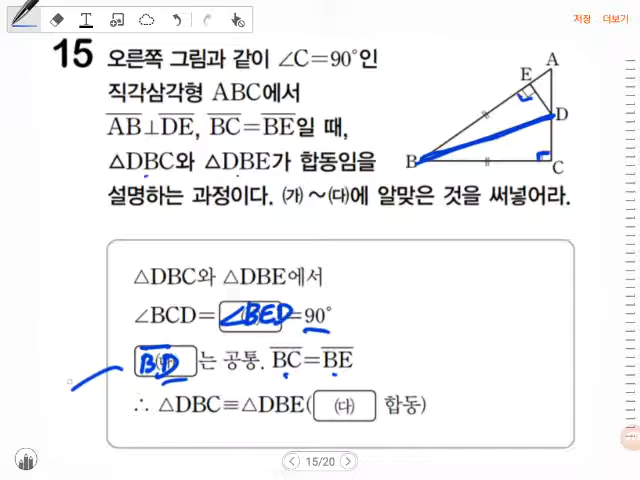 저장 더보기
15 오른쪽 그림과 같이 ∠C=90°인
직각삼각형 ABC에서
AB⊥DE, BC=BE일 때,
△DBC와 △DBE가 합동임을
설명하는 과정이다. ㈎~㈐에 알맞은 것을 써넣어라.
E A
D
B
C
△DBC와 △DBE에서
∠BCD=∠BED=90°
BD는 공통. BC=BE
∴ △DBC≡△DBE( ㈐ 합동)
15/20